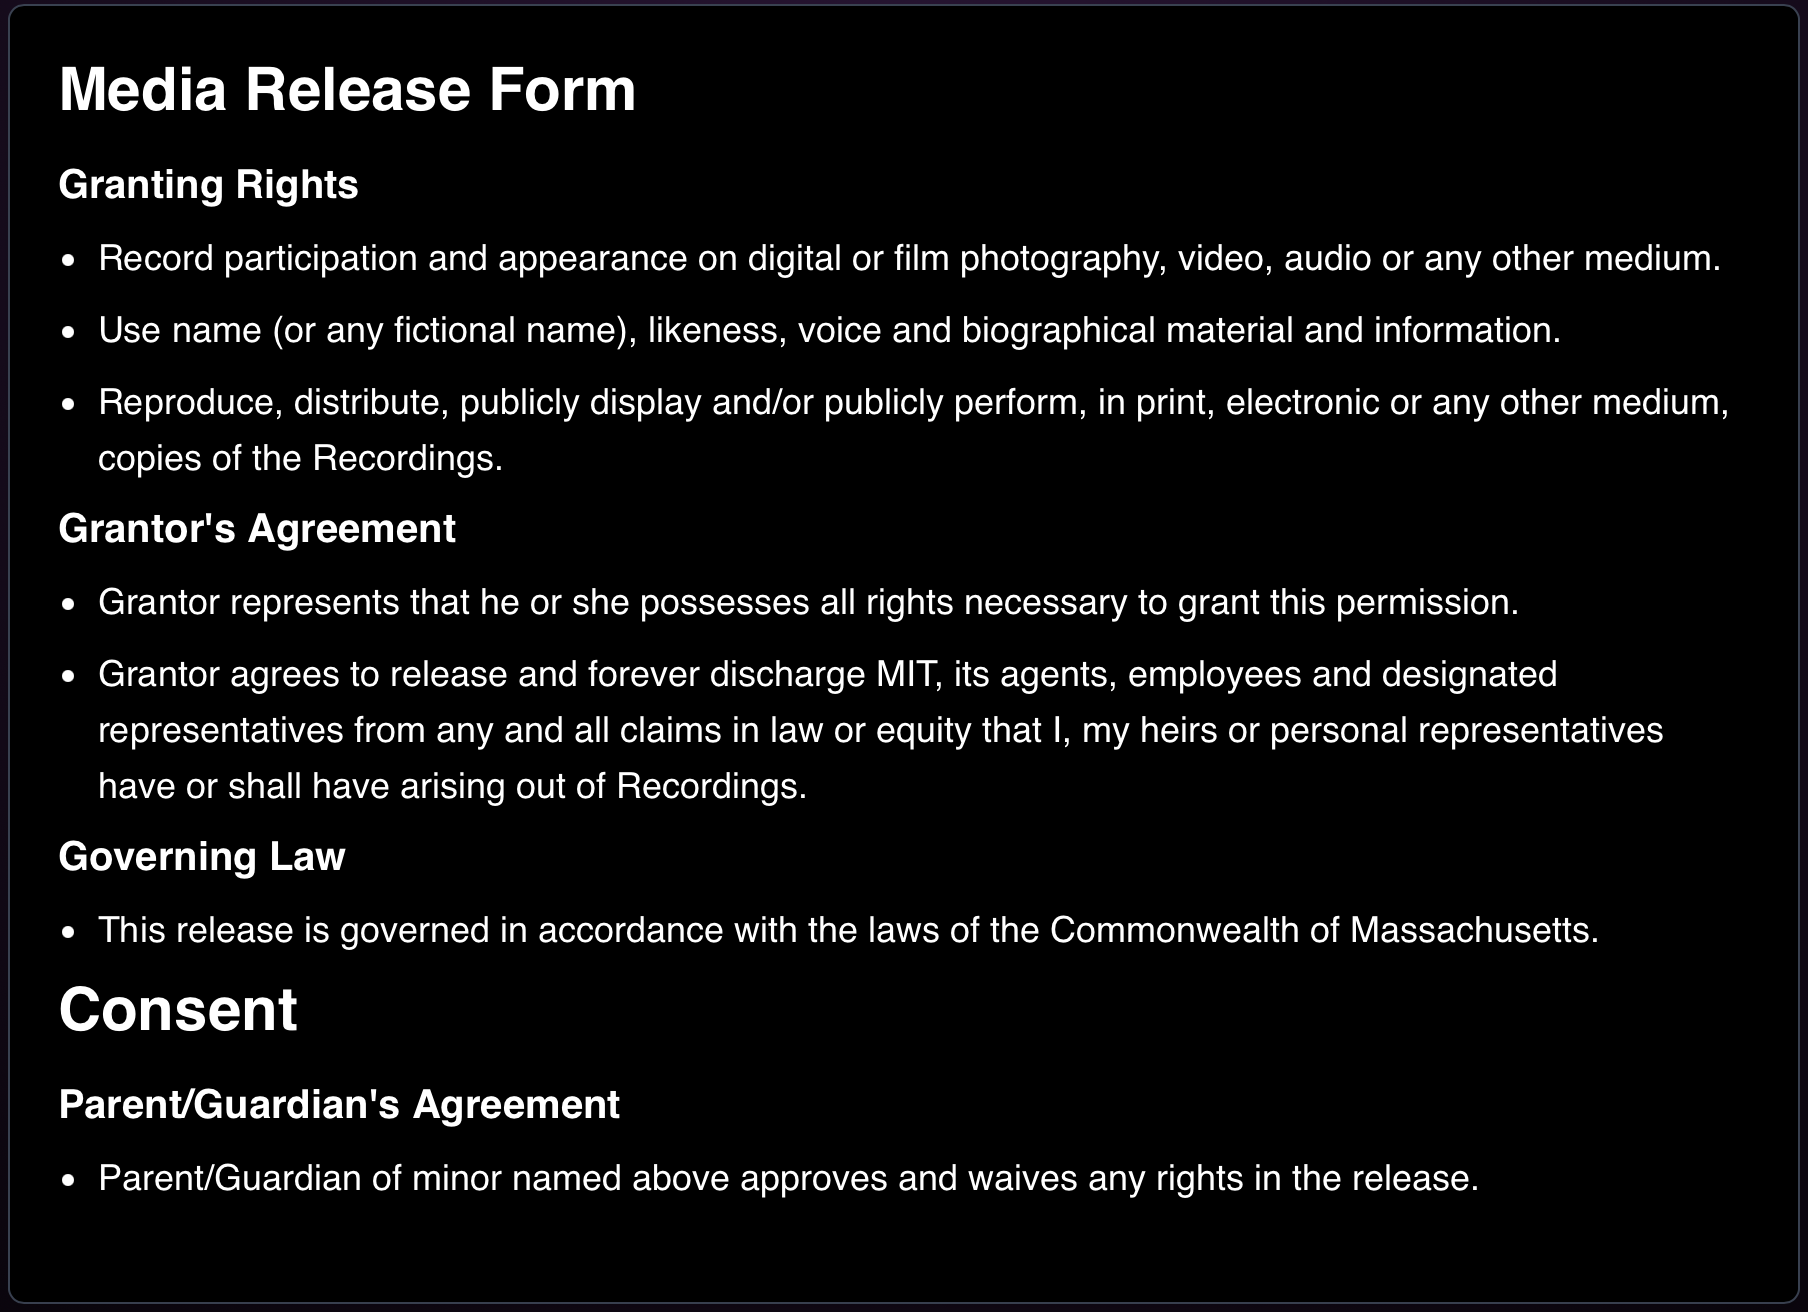 Media Release Form
Granting Rights
• Record participation and appearance on digital or film photography, video, audio or any other medium.
• Use name (or any fictional name), likeness, voice and biographical material and information.
• Reproduce, distribute, publicly display and/or publicly perform, in print, electronic or any other medium,
copies of the Recordings.
Grantor's Agreement
• Grantor represents that he or she possesses all rights necessary to grant this permission.
• Grantor agrees to release and forever discharge MIT, its agents, employees and designated
representatives from any and all claims in law or equity that I, my heirs or personal representatives
have or shall have arising out of Recordings.
Governing Law
• This release is governed in accordance with the laws of the Commonwealth of Massachusetts.
Consent
Parent/Guardian's Agreement
• Parent/Guardian of minor named above approves and waives any rights in the release.